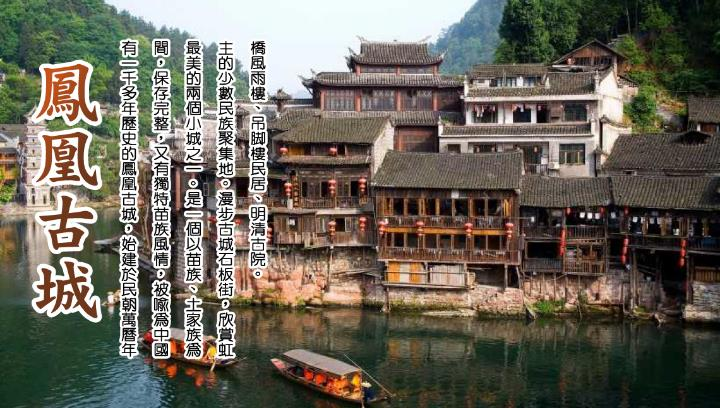 鳳凰古城
有一千多年歷史的鳳凰古城，始建於民朝萬曆年
間，保存完整，又有獨特苗族風情，被喻爲中國
最美的兩個小城之一。是一個以苗族、土家族爲
主的少數民族聚集地。漫步古城石板街，欣賞虹
橋風雨樓、吊脚樓民居、明清古院。